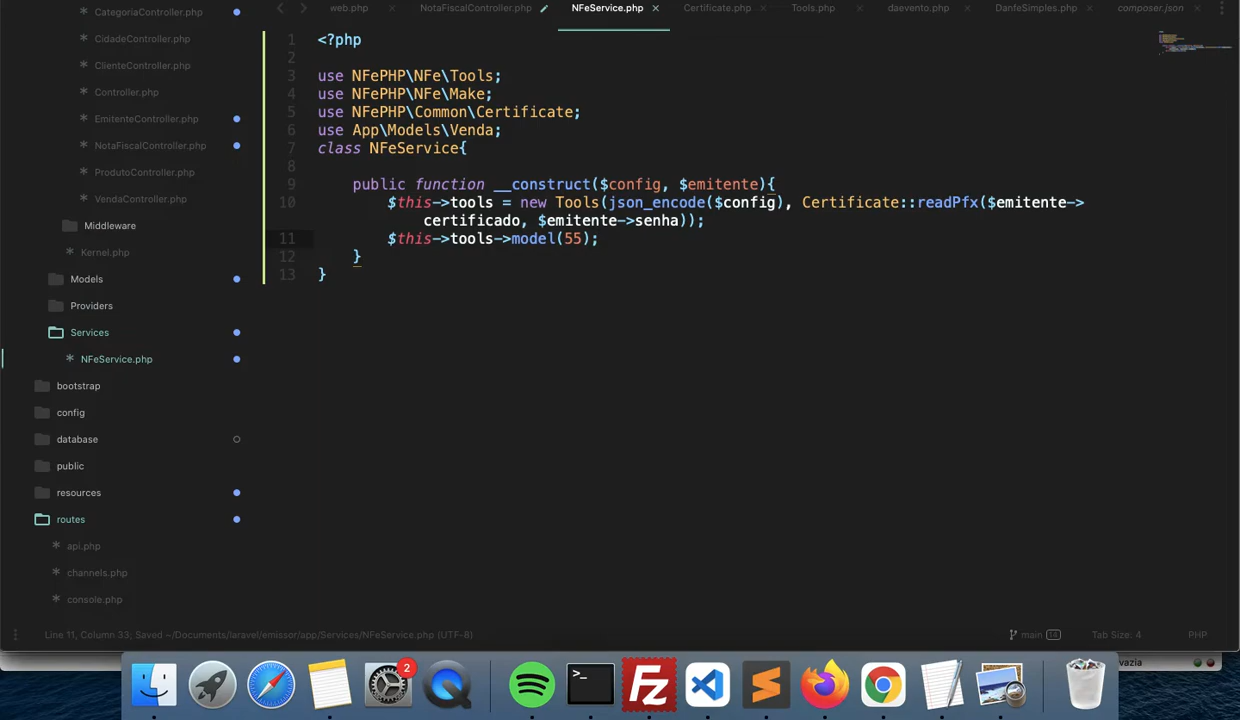 web.php × NotaFiscalController.php NFeService.php × Certificate.php × Tools.php × daevento.php × DanfeSimples.php × composer.json ×
CategoriaController.php
CidadeController.php
ClienteController.php
Controller.php
EmitenteController.php
NotaFiscalController.php
ProdutoController.php
VendaController.php
Middleware
Kernel.php
Models
Providers
Services
NFeService.php
bootstrap
config
database
public
resources
routes
api.php
channels.php
console.php
1 <?php
2
3 use NFePHP\NFe\Tools;
4 use NFePHP\NFe\Make;
5 use NFePHP\Common\Certificate;
6 use App\Models\Venda;
7 class NFeService{
8
9 public function __construct($config, $emitente){
10 $this->tools = new Tools(json_encode($config), Certificate::readPfx($emitente->
certificado, $emitente->senha));
11 $this->tools->model(55);
12 }
13 }
Line 11, Column 33; Saved ~/Documents/laravel/emissor/app/Services/NFeService.php (UTF-8) main 14 Tab Size: 4 PHP
vazia
2
>_
Fz